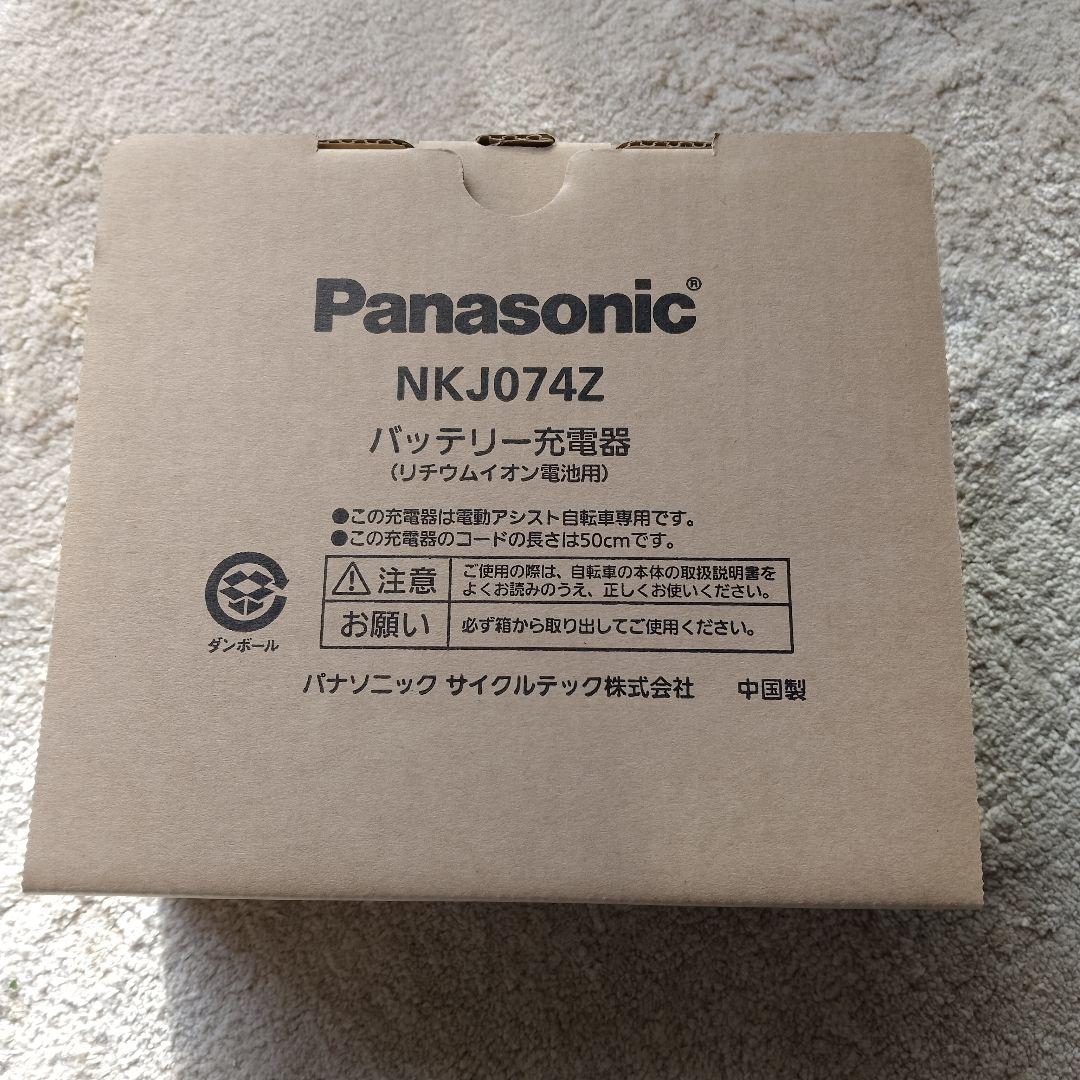 Panasonic®
NKJ074Z
バッテリー充電器
(リチウムイオン電池用)
●この充電器は電動アシスト自転車専用です。
●この充電器のコードの長さは50cmです。
⚠注意
ご使用の際は、自転車の本体の取扱説明書を
よくお読みのうえ、正しくお使いください。
お願い
必ず箱から取り出してご使用ください。
ダンボール
パナソニック サイクルテック株式会社 中国製